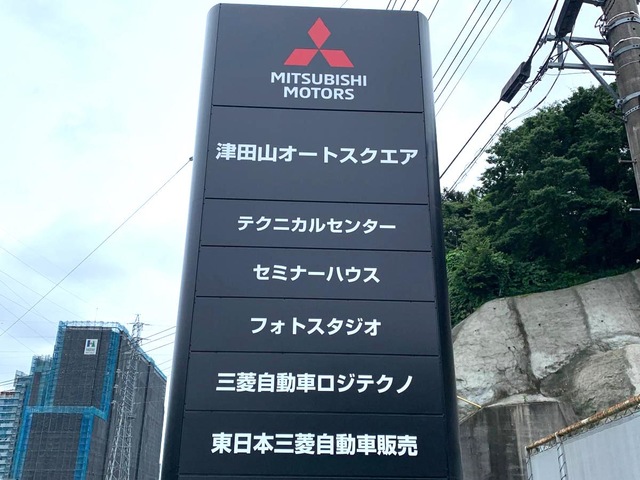 MITSUBISHI
MOTORS
津田山オートスクエア
テクニカルセンター
セミナーハウス
フォトスタジオ
三菱自動車ロジテクノ
東日本三菱自動車販売